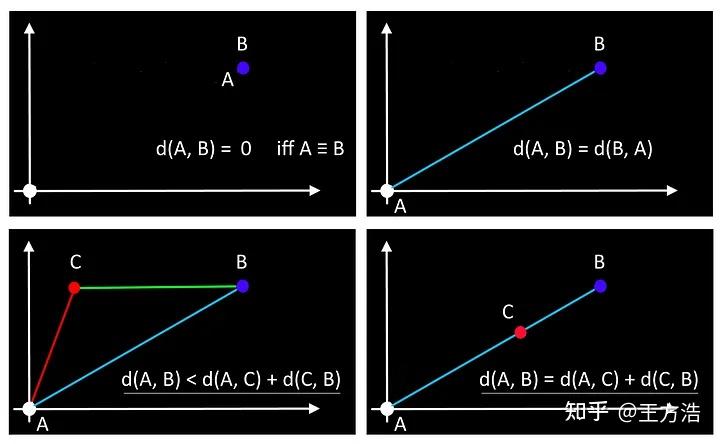 B
A
d(A, B) = 0 iff A ≡ B
B
d(A, B) = d(B, A)
A
C
B
d(A, B) < d(A, C) + d(C, B)
A
B
C
d(A, B) = d(A, C) + d(C, B)
A
知乎 @王方浩